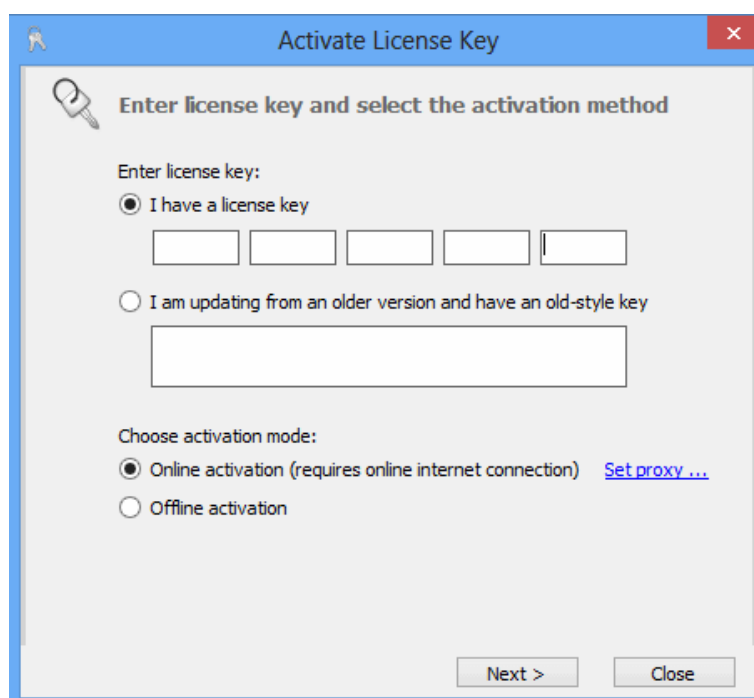 Activate License Key
Enter license key and select the activation method
Enter license key:
I have a license key
I am updating from an older version and have an old-style key
Choose activation mode:
Online activation (requires online internet connection) Set proxy ...
Offline activation
Next > Close